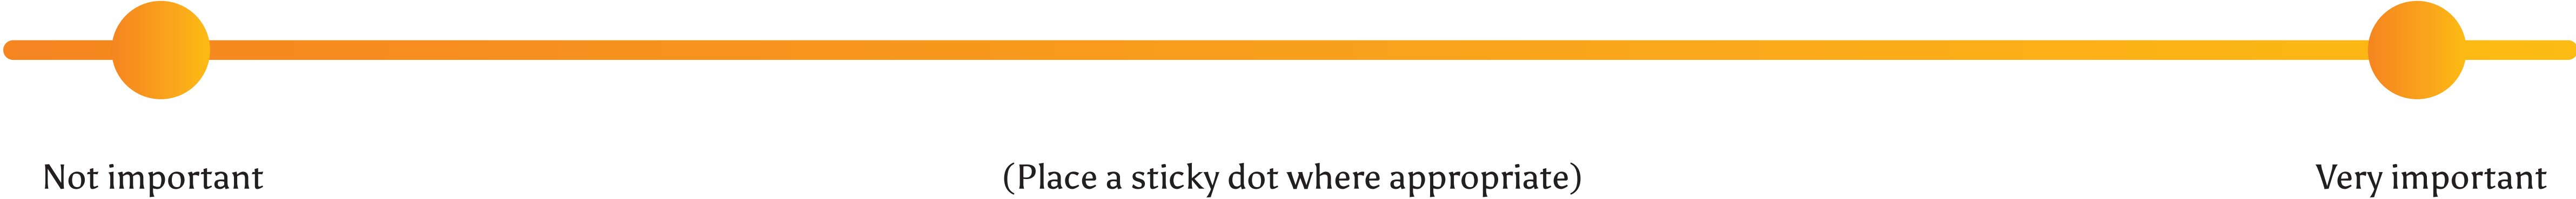 Not important
(Place a sticky dot where appropriate)
Very important